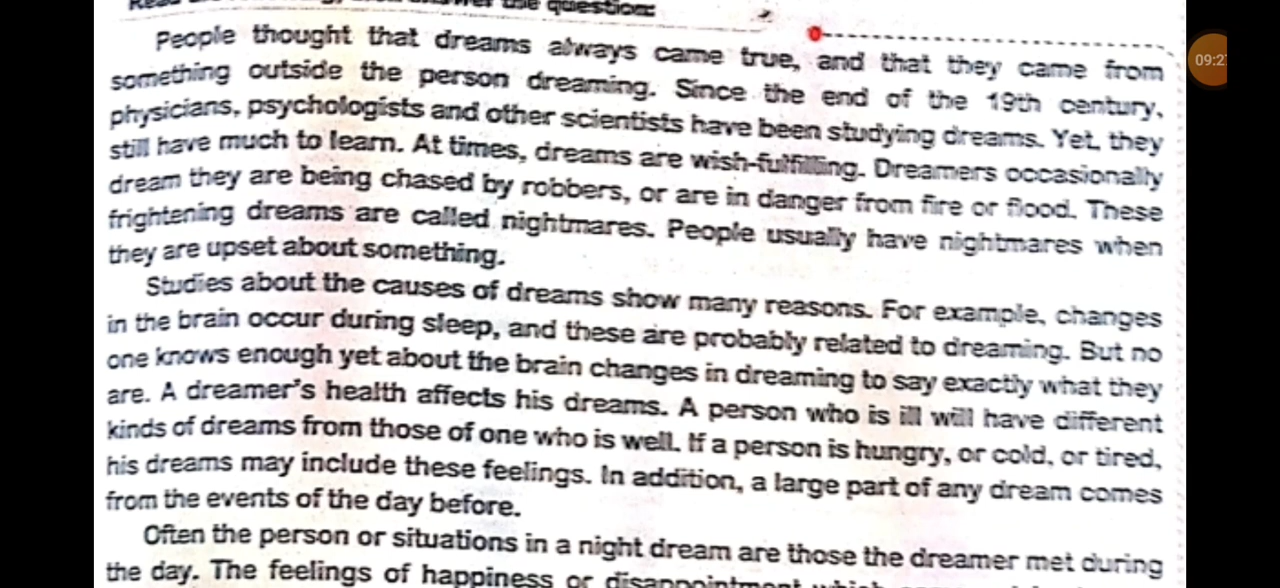 the question:
People thought that dreams always came true, and that they came from
something outside the person dreaming. Since the end of the 19th century,
physicians, psychologists and other scientists have been studying dreams. Yet, they
still have much to learn. At times, dreams are wish-fulfilling. Dreamers occasionally
dream they are being chased by robbers, or are in danger from fire or flood. These
frightening dreams are called nightmares. People usually have nightmares when
they are upset about something.
Studies about the causes of dreams show many reasons. For example, changes
in the brain occur during sleep, and these are probably related to dreaming. But no
one knows enough yet about the brain changes in dreaming to say exactly what they
are. A dreamer's health affects his dreams. A person who is ill will have different
kinds of dreams from those of one who is well. If a person is hungry, or cold, or tired,
his dreams may include these feelings. In addition, a large part of any dream comes
from the events of the day before.
Often the person or situations in a night dream are those the dreamer met during
the day. The feelings of happiness or disappointment which
09:2